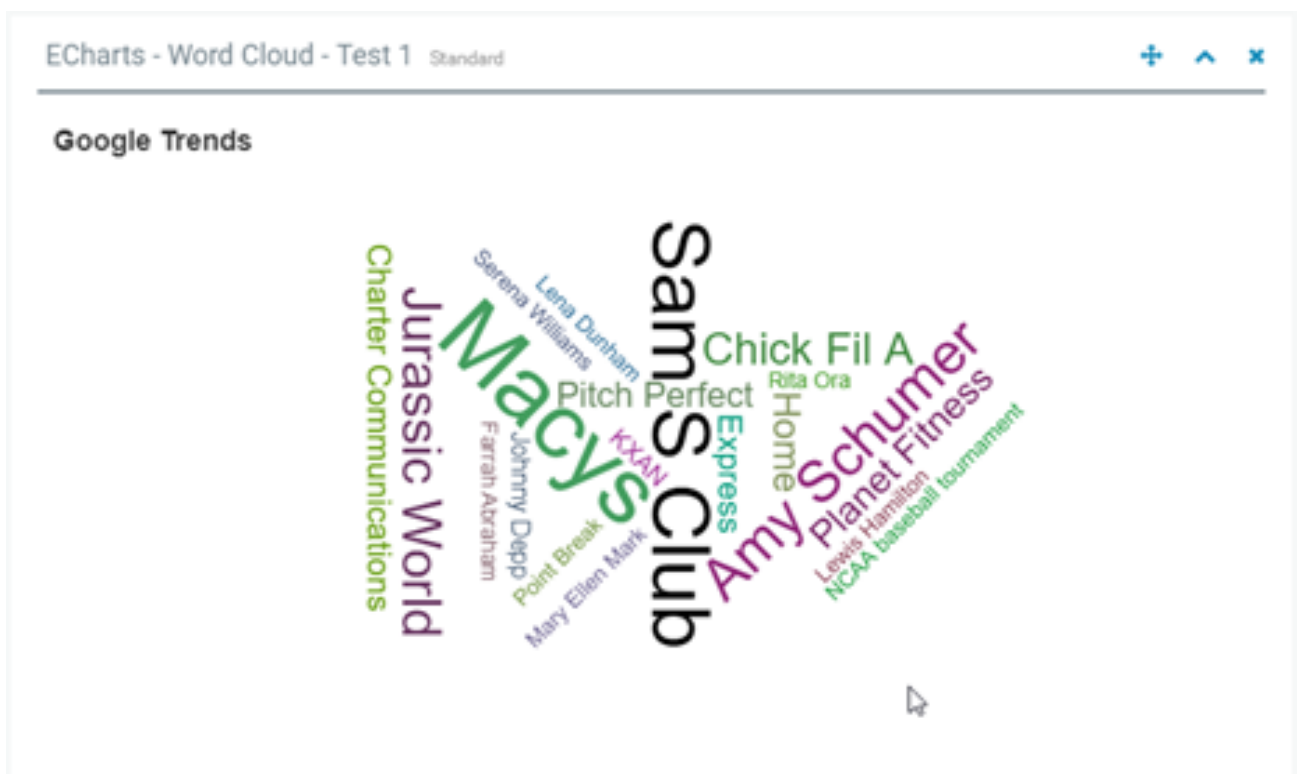 ECharts - Word Cloud - Test 1 Standard
Google Trends
Charter Communications
Jurassic World
Macys
Serena Williams
Lena Dunham
Sam S Club
Chick Fil A
Rita Ora
Pitch Perfect
Home
Express
KXAN
Amy Schumer
Planet Fitness
Lewis Hamilton
NCAA baseball tournament
Farrah Abraham
Johnny Depp
Point Break
Mary Ellen Mark